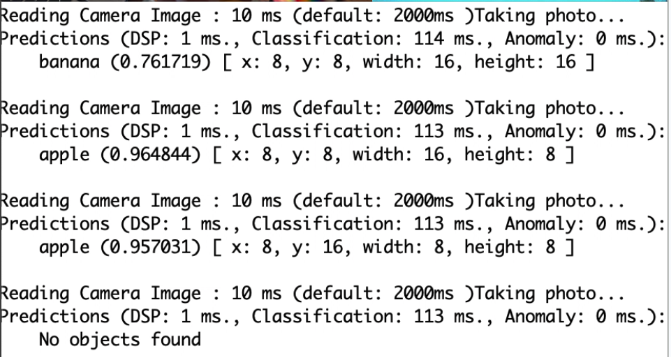 Reading Camera Image : 10 ms (default: 2000ms )Taking photo...
Predictions (DSP: 1 ms., Classification: 114 ms., Anomaly: 0 ms.):
banana (0.761719) [ x: 8, y: 8, width: 16, height: 16 ]
Reading Camera Image : 10 ms (default: 2000ms )Taking photo...
Predictions (DSP: 1 ms., Classification: 113 ms., Anomaly: 0 ms.):
apple (0.964844) [ x: 8, y: 8, width: 16, height: 8 ]
Reading Camera Image : 10 ms (default: 2000ms )Taking photo...
Predictions (DSP: 1 ms., Classification: 113 ms., Anomaly: 0 ms.):
apple (0.957031) [ x: 8, y: 16, width: 8, height: 8 ]
Reading Camera Image : 10 ms (default: 2000ms )Taking photo...
Predictions (DSP: 1 ms., Classification: 113 ms., Anomaly: 0 ms.):
No objects found